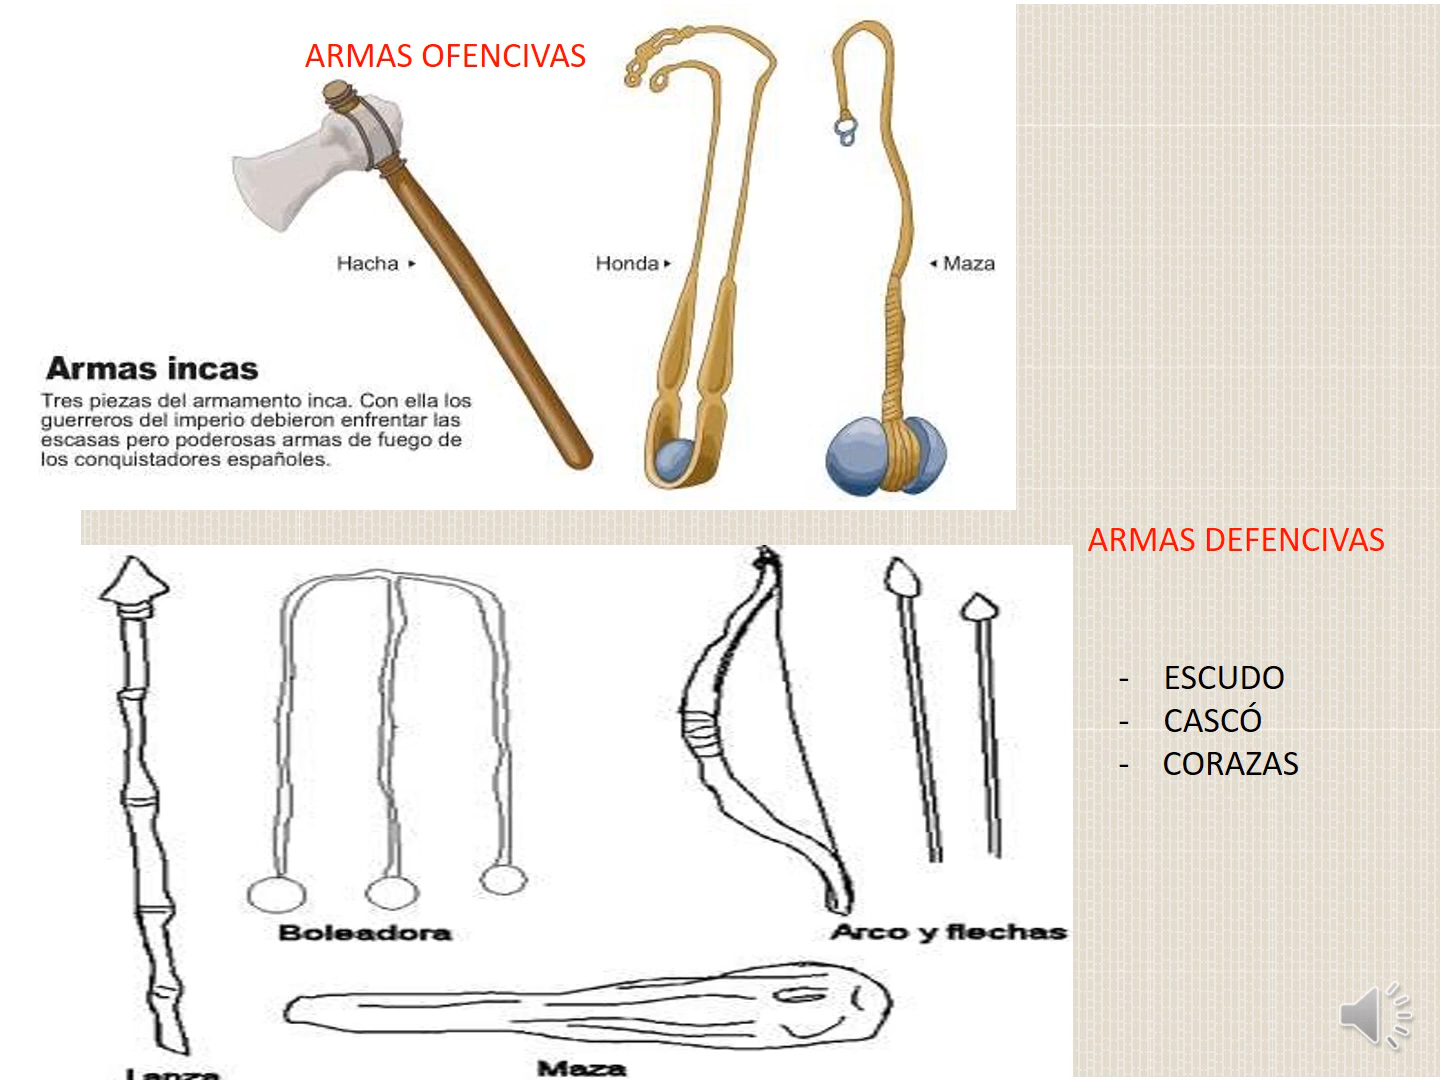 ARMAS OFENCIVAS
Hacha
Honda
Maza
Armas incas
Tres piezas del armamento inca. Con ella los
guerreros del imperio debieron enfrentar las
escasas pero poderosas armas de fuego de
los conquistadores españoles.
ARMAS DEFENCIVAS
- ESCUDO
- CASCÓ
- CORAZAS
Boleadora
Arco y flechas
Maza
Lanza